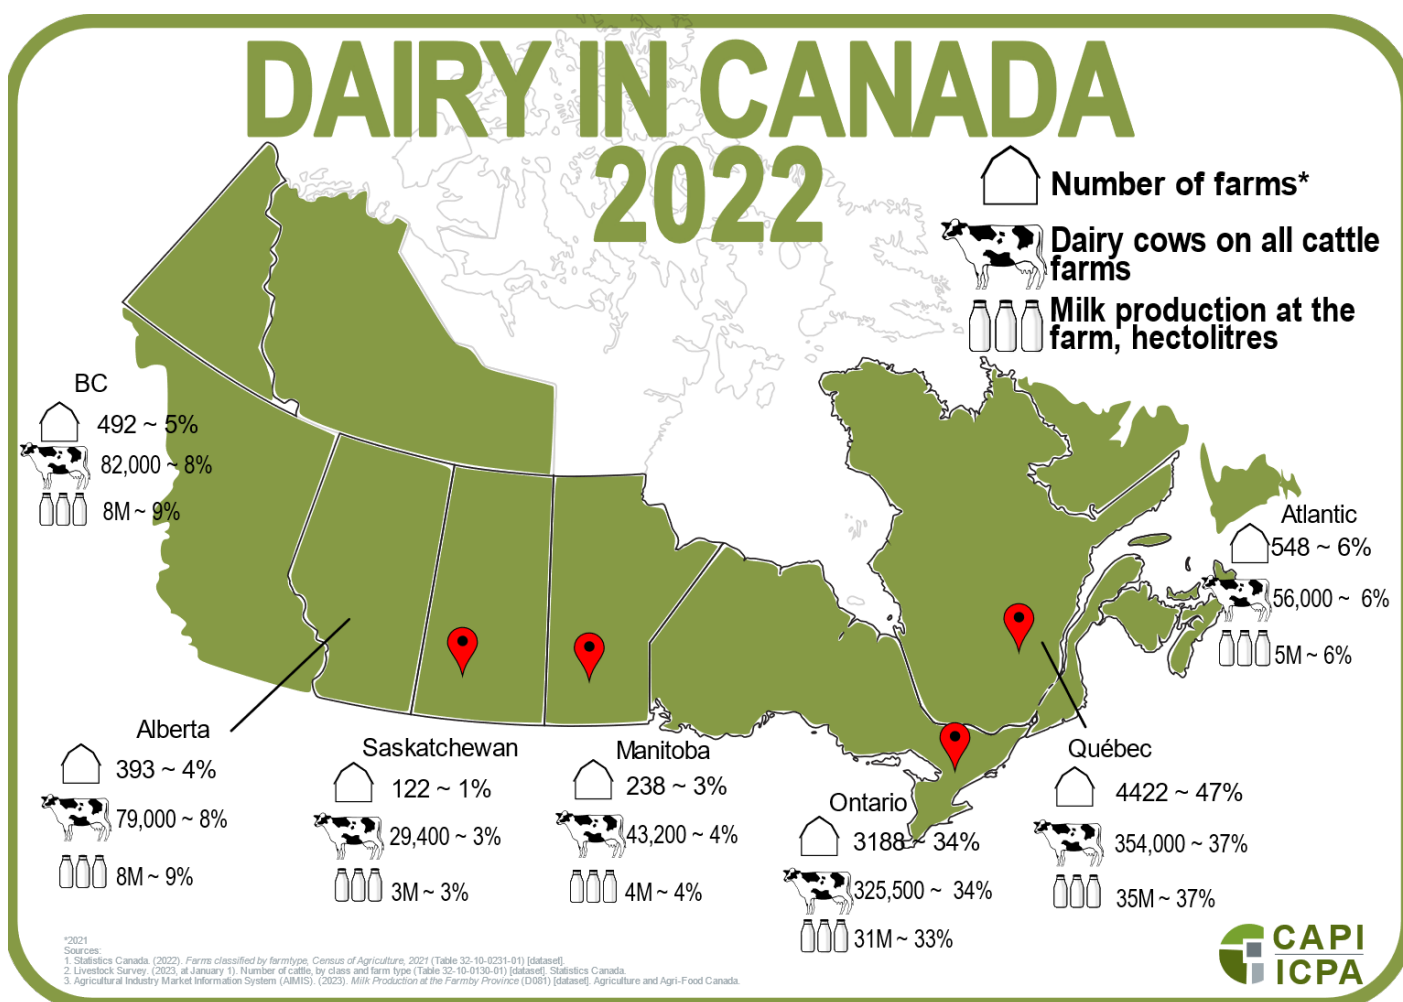 DAIRY IN CANADA
2022
Number of farms*
Dairy cows on all cattle
farms
Milk production at the
farm, hectolitres
BC
492 ~ 5%
82,000 ~ 8%
8M ~ 9%
Atlantic
548 ~ 6%
56,000 ~ 6%
5M ~ 6%
Alberta
393 ~ 4%
79,000 ~ 8%
8M ~ 9%
Saskatchewan
122 ~ 1%
29,400 ~ 3%
3M ~ 3%
Manitoba
238 ~ 3%
43,200 ~ 4%
4M ~ 4%
Ontario
3188 ~ 34%
325,500 ~ 34%
31M ~ 33%
Québec
4422 ~ 47%
354,000 ~ 37%
35M ~ 37%
*2021
Sources:
1. Statistics Canada. (2022). Farms classified by farmtype, Census of Agriculture, 2021 (Table 32-10-0231-01) [dataset].
2. Livestock Survey. (2023, at January 1). Number of cattle, by class and farm type (Table 32-10-0130-01) [dataset]. Statistics Canada.
3. Agricultural Industry Market Information System (AIMIS). (2023). Milk Production at the Farmby Province (D081) [dataset]. Agriculture and Agri-Food Canada.
CAPI
ICPA